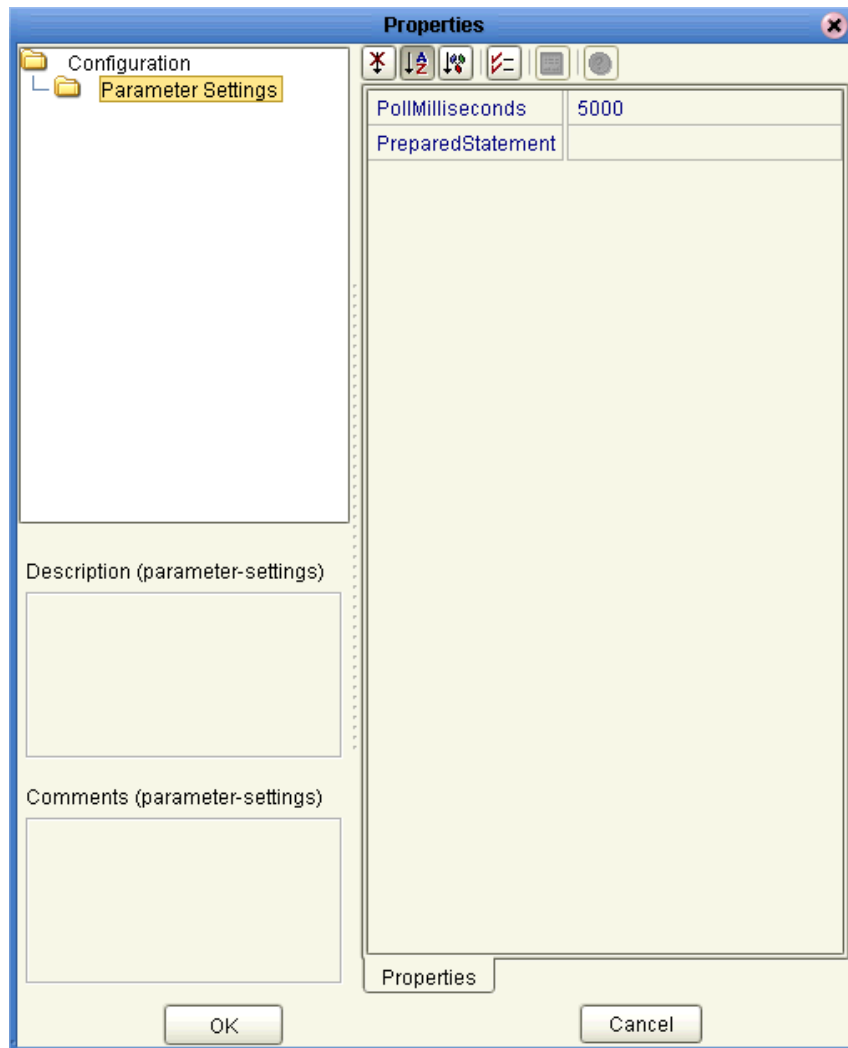 Properties
Configuration
Parameter Settings
PollMilliseconds 5000
PreparedStatement
Description (parameter-settings)
Comments (parameter-settings)
Properties
OK
Cancel